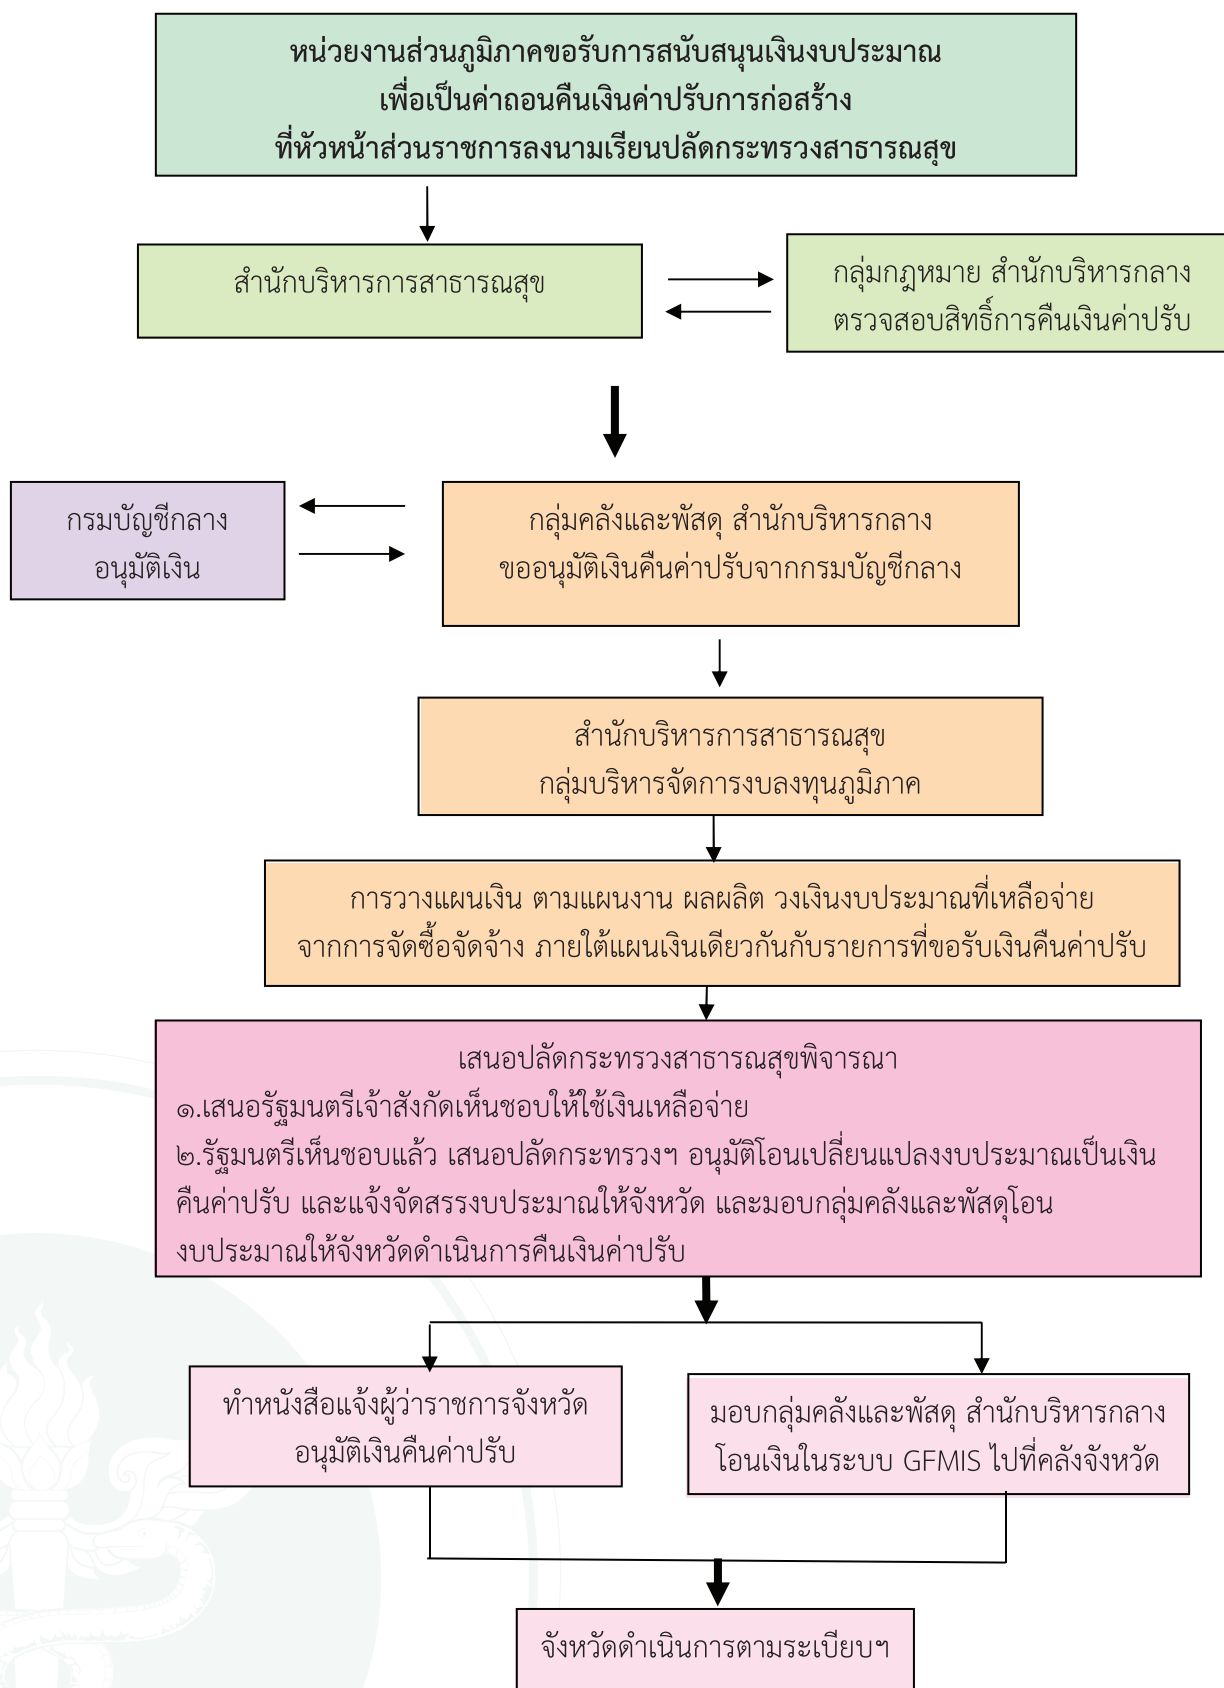 หน่วยงานส่วนภูมิภาคขอรับการสนับสนุนเงินงบประมาณ
เพื่อเป็นค่าถอนคืนเงินค่าปรับการก่อสร้าง
ที่หัวหน้าส่วนราชการลงนามเรียนปลัดกระทรวงสาธารณสุข
สำนักบริหารการสาธารณสุข
กลุ่มกฎหมาย สำนักบริหารกลาง
ตรวจสอบสิทธิ์การคืนเงินค่าปรับ
กรมบัญชีกลาง
อนุมัติเงิน
กลุ่มคลังและพัสดุ สำนักบริหารกลาง
ขออนุมัติเงินคืนค่าปรับจากกรมบัญชีกลาง
สำนักบริหารการสาธารณสุข
กลุ่มบริหารจัดการงบลงทุนภูมิภาค
การวางแผนเงิน ตามแผนงาน ผลผลิต วงเงินงบประมาณที่เหลือจ่าย
จากการจัดซื้อจัดจ้าง ภายใต้แผนเงินเดียวกันกับรายการที่ขอรับเงินคืนค่าปรับ
เสนอปลัดกระทรวงสาธารณสุขพิจารณา
๑.เสนอรัฐมนตรีเจ้าสังกัดเห็นชอบให้ใช้เงินเหลือจ่าย
๒.รัฐมนตรีเห็นชอบแล้ว เสนอปลัดกระทรวงฯ อนุมัติโอนเปลี่ยนแปลงงบประมาณเป็นเงิน
คืนค่าปรับ และแจ้งจัดสรรงบประมาณให้จังหวัด และมอบกลุ่มคลังและพัสดุโอน
งบประมาณให้จังหวัดดำเนินการคืนเงินค่าปรับ
ทำหนังสือแจ้งผู้ว่าราชการจังหวัด
อนุมัติเงินคืนค่าปรับ
มอบกลุ่มคลังและพัสดุ สำนักบริหารกลาง
โอนเงินในระบบ GFMIS ไปที่คลังจังหวัด
จังหวัดดำเนินการตามระเบียบฯ